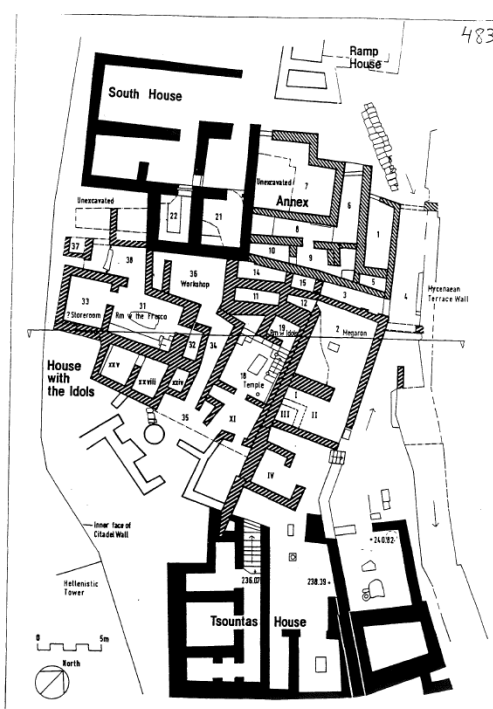 483
Ramp
House
South House
Unexcavated
7
Annex
6
Unexcavated
22
21
8
1
10
9
37
38
36
Workshop
14
15
5
4
Mycenaean
Terrace Wall
11
12
3
33
? Storeroom
31
Rm w the Fresco
19
2
Megaron
32
34
House
with
the Idols
xxv
xxviii
xxiv
18
Temple
I
III
II
35
XI
IV
Inner face of
Citadel Wall
240.92
236.07
238.39
Hellenistic
Tower
Tsountas House
0
5m
North